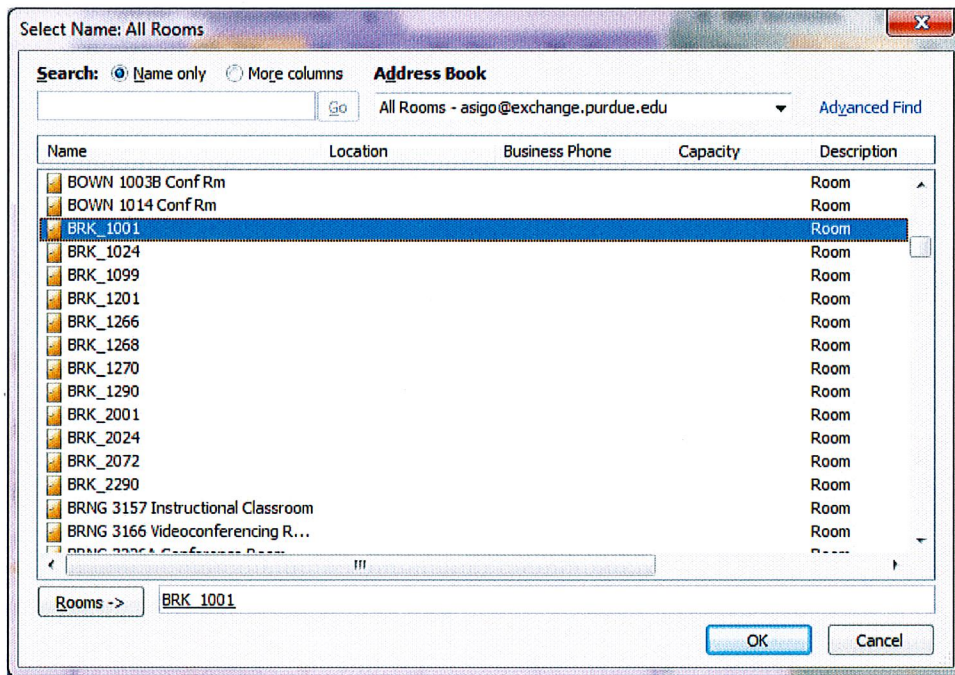 Select Name: All Rooms
Search: Name only More columns Address Book
Go All Rooms - asigo@exchange.purdue.edu Advanced Find
Name Location Business Phone Capacity Description
BOWN 1003B Conf Rm Room
BOWN 1014 Conf Rm Room
BRK_1001 Room
BRK_1024 Room
BRK_1099 Room
BRK_1201 Room
BRK_1266 Room
BRK_1268 Room
BRK_1270 Room
BRK_1290 Room
BRK_2001 Room
BRK_2024 Room
BRK_2072 Room
BRK_2290 Room
BRNG 3157 Instructional Classroom Room
BRNG 3166 Videoconferencing R... Room
Rooms -> BRK_1001
OK Cancel